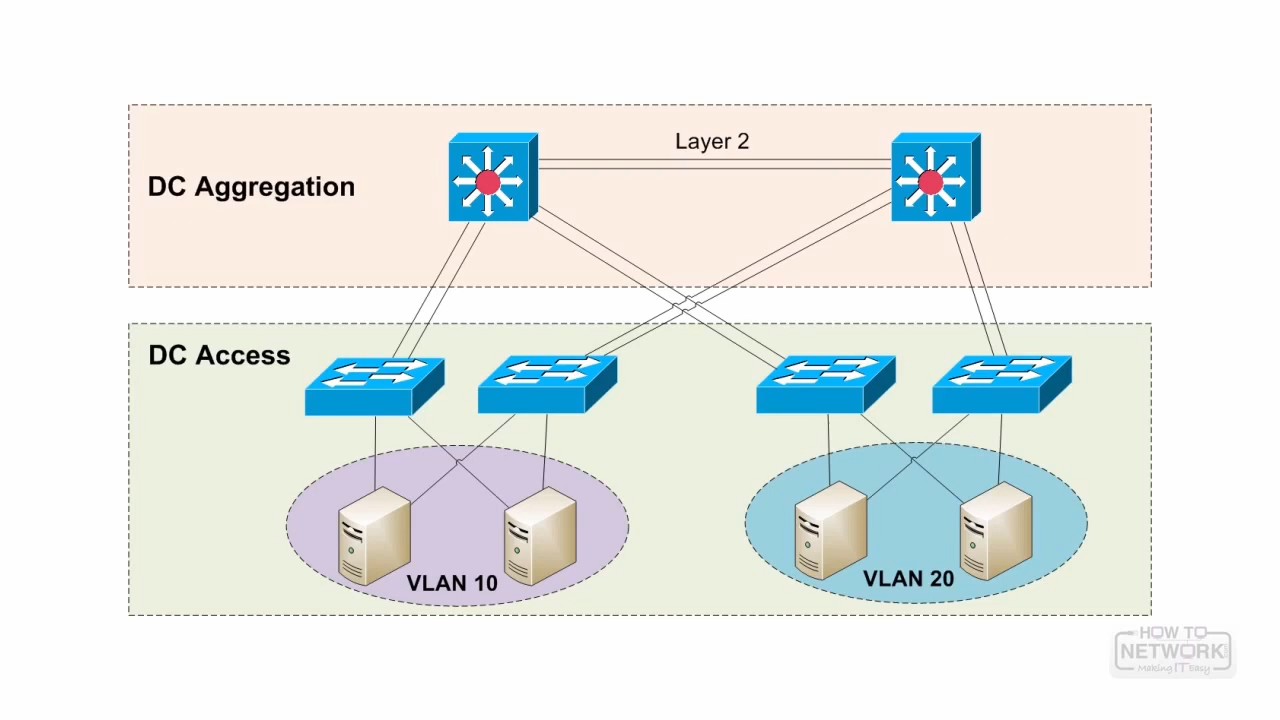 Layer 2
DC Aggregation
DC Access
VLAN 10
VLAN 20
HOW TO
NETWORK
Making IT Easy